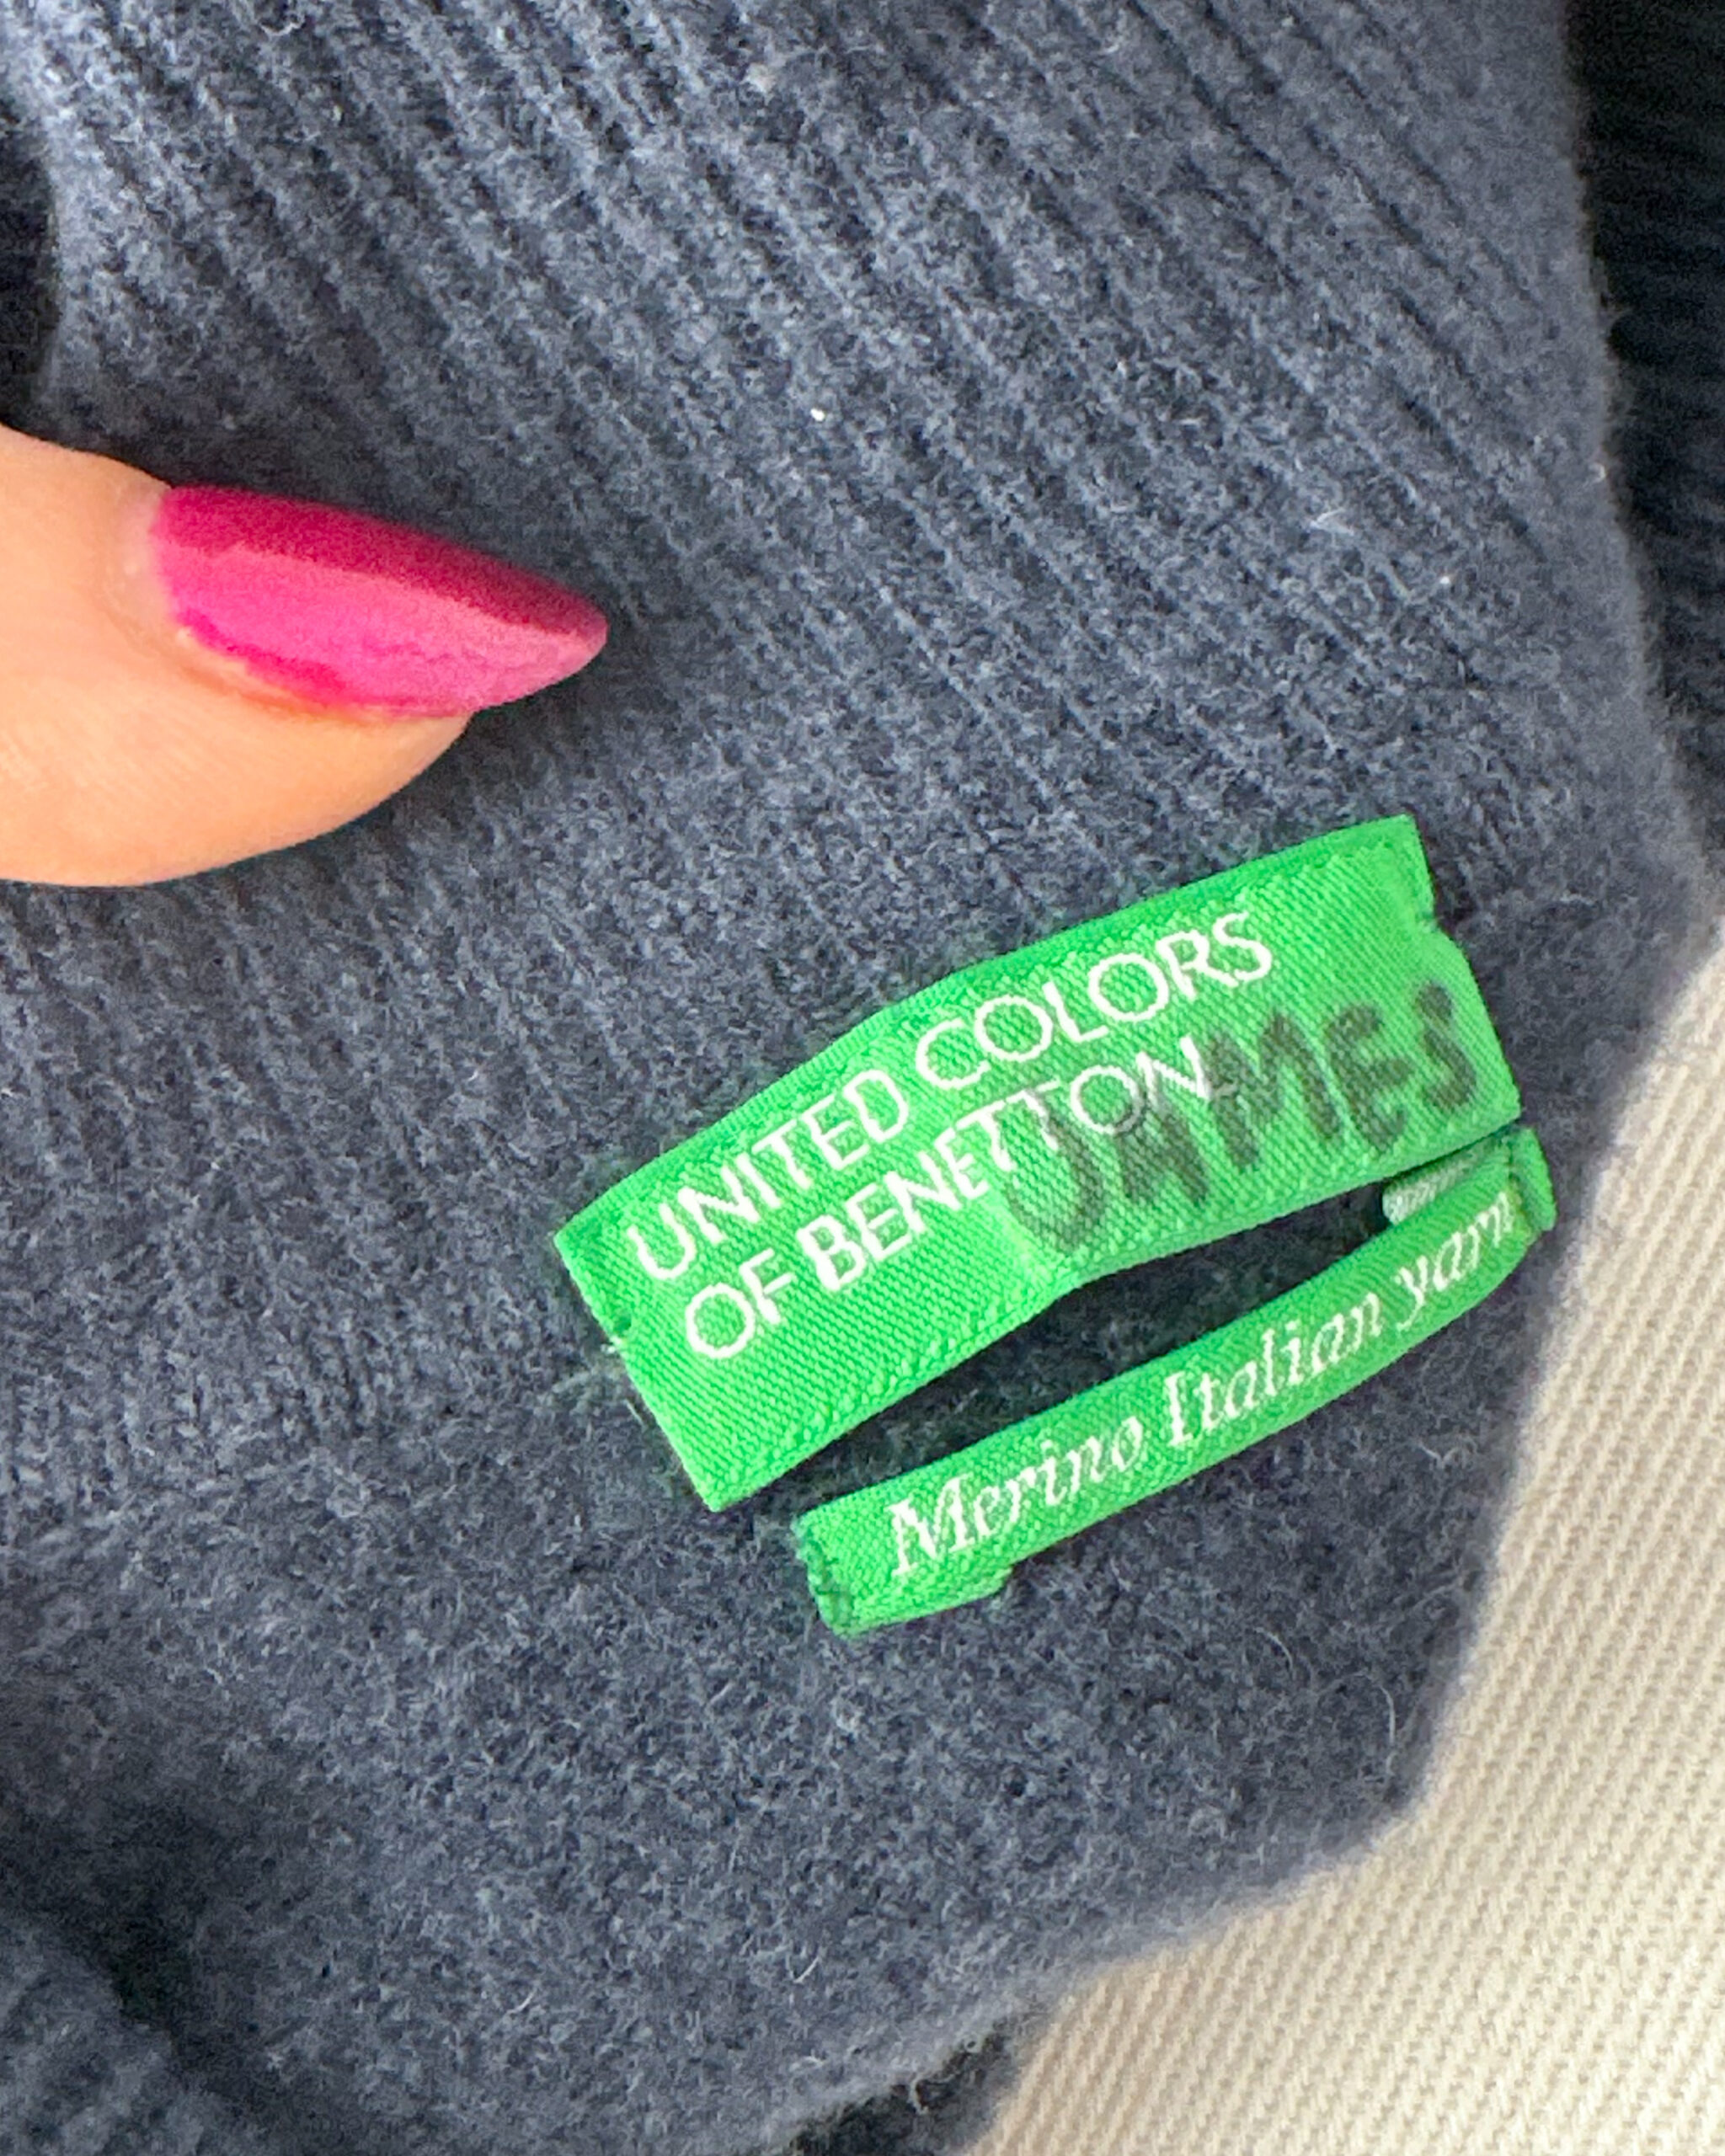 UNITED COLORS
OF BENETTON
JAMES
Merino Italian yarn